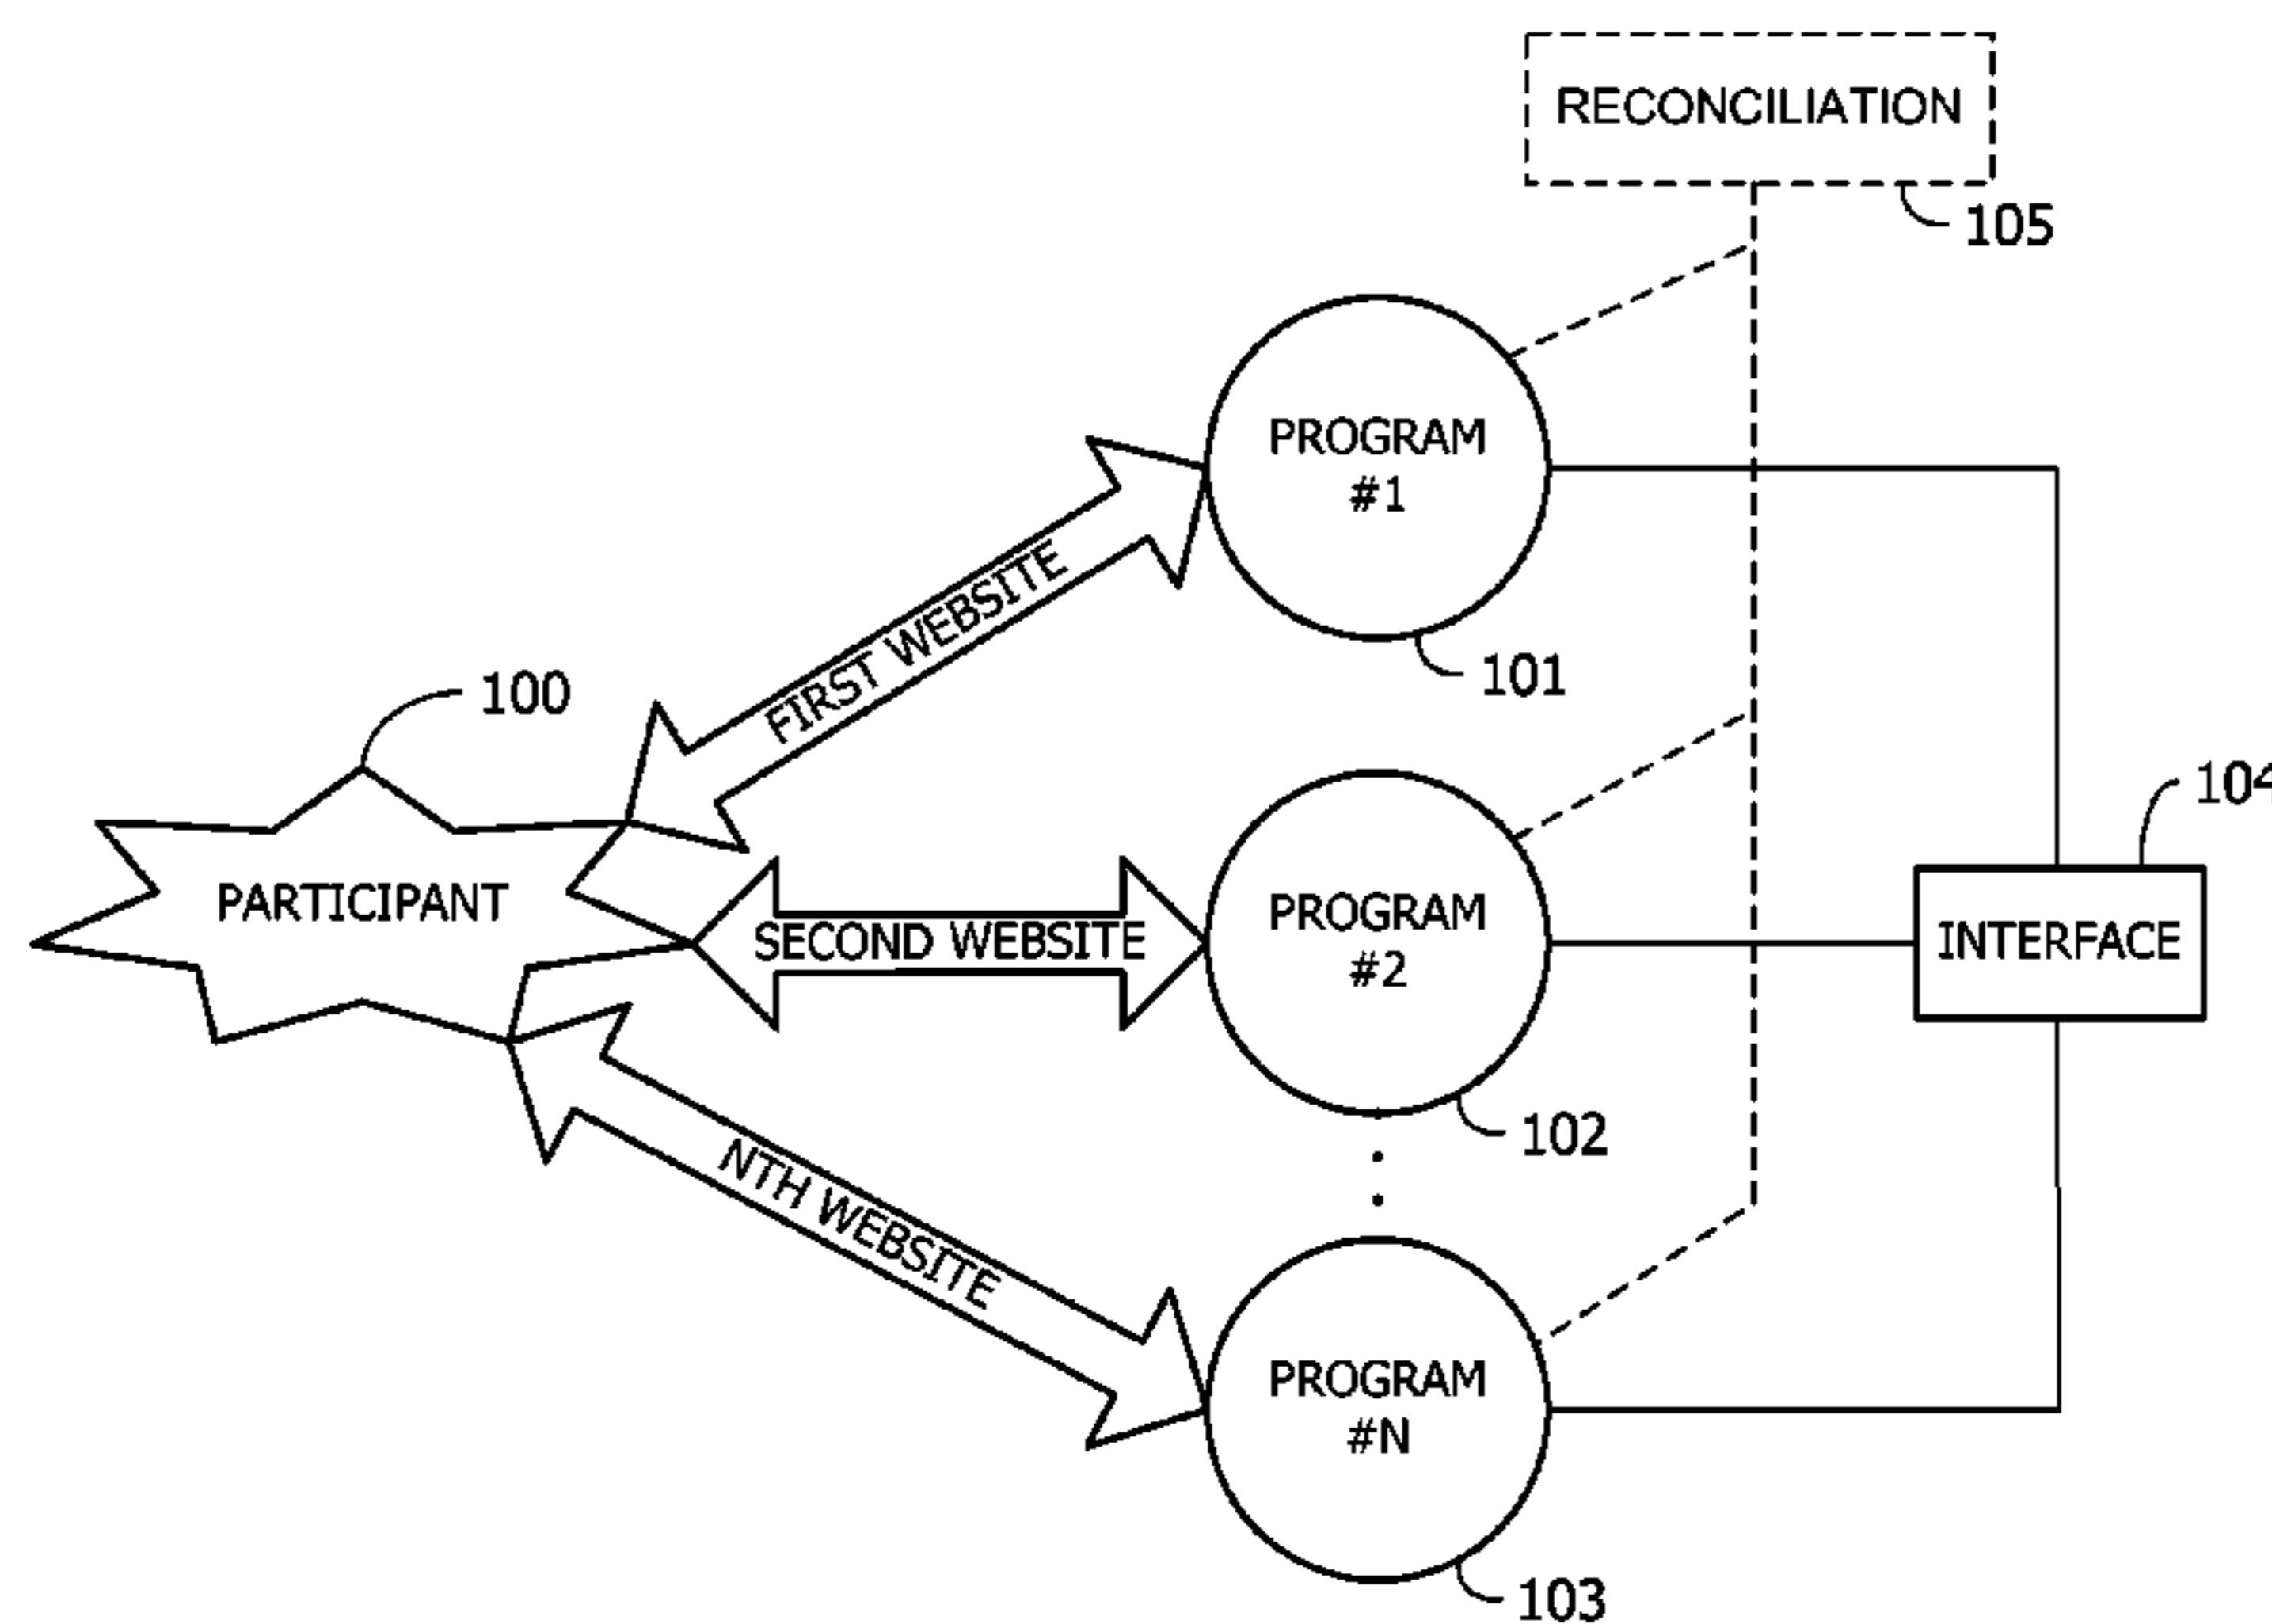 RECONCILIATION
105
PROGRAM
#1
101
FIRST WEBSITE
100
PARTICIPANT
SECOND WEBSITE
PROGRAM
#2
102
104
INTERFACE
NTH WEBSITE
PROGRAM
#N
103